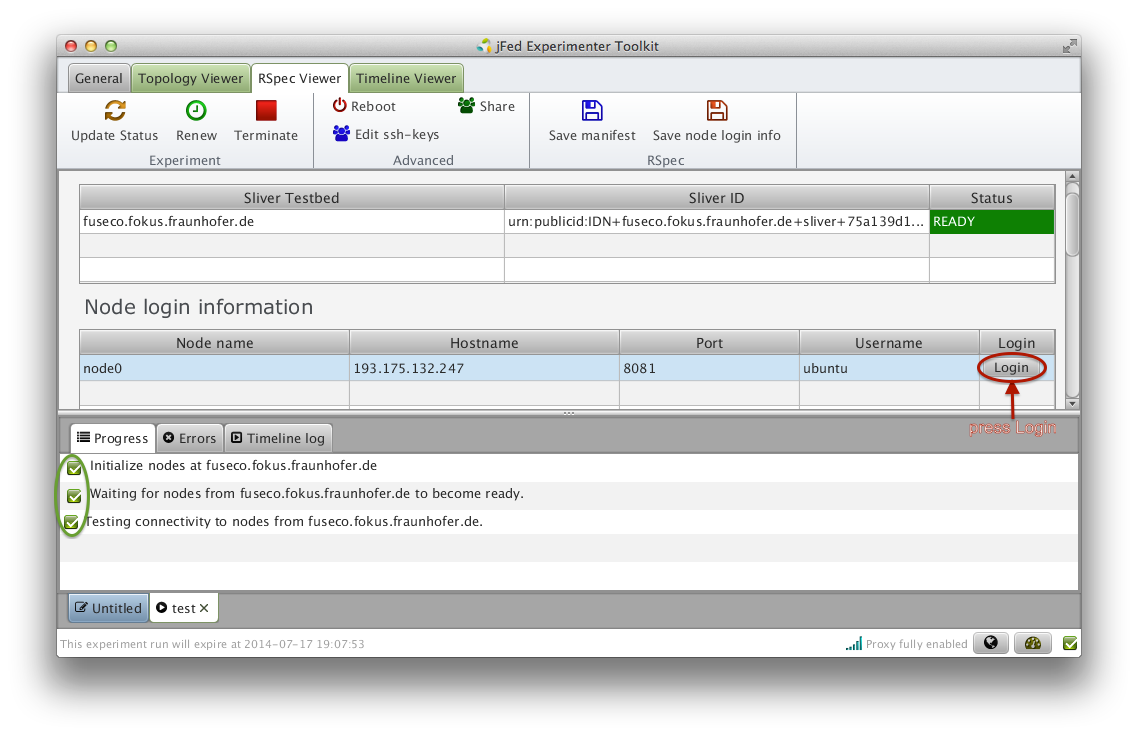 jFed Experimenter Toolkit
General Topology Viewer RSpec Viewer Timeline Viewer
Reboot Share
Update Status Renew Terminate Edit ssh-keys Save manifest Save node login info
Experiment Advanced RSpec
Sliver Testbed Sliver ID Status
fuseco.fokus.fraunhofer.de urn:publicid:IDN+fuseco.fokus.fraunhofer.de+sliver+75a139d1... READY
Node login information
Node name Hostname Port Username Login
node0 193.175.132.247 8081 ubuntu Login
press Login
Progress Errors Timeline log
Initialize nodes at fuseco.fokus.fraunhofer.de
Waiting for nodes from fuseco.fokus.fraunhofer.de to become ready.
Testing connectivity to nodes from fuseco.fokus.fraunhofer.de.
Untitled test
This experiment run will expire at 2014-07-17 19:07:53 Proxy fully enabled